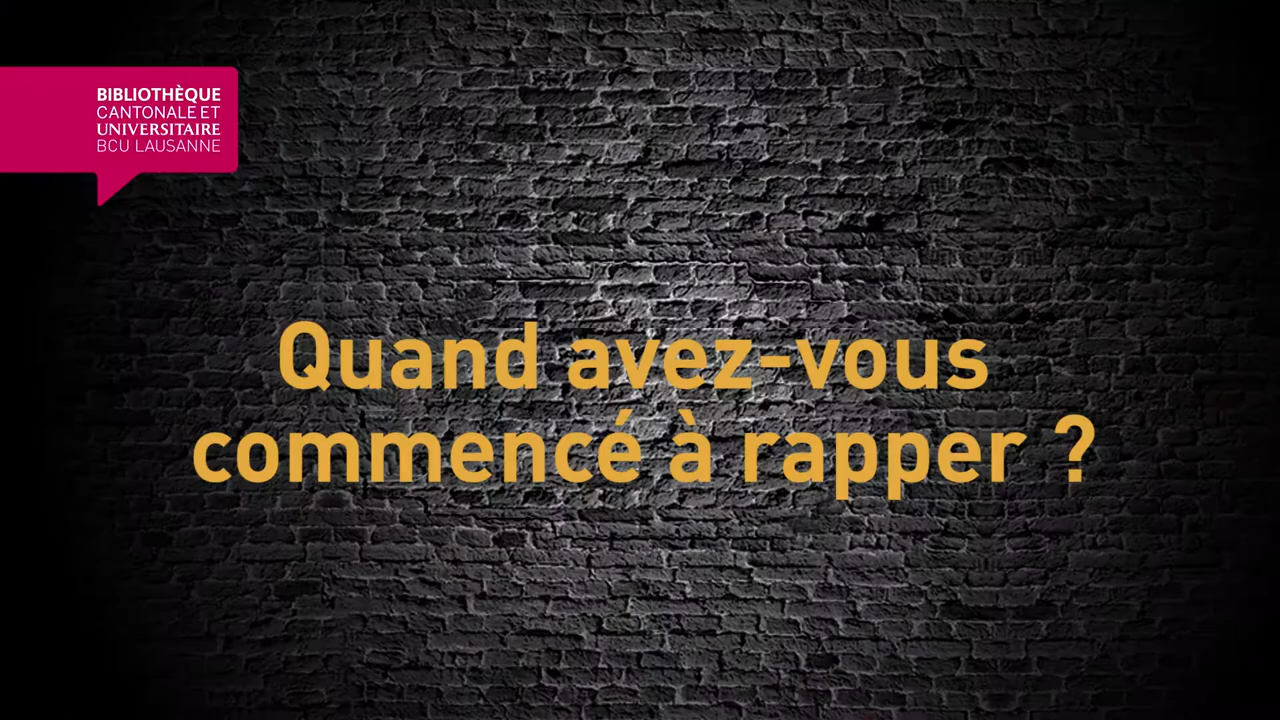 BIBLIOTHÈQUE
CANTONALE ET
UNIVERSITAIRE
BCU LAUSANNE
Quand avez-vous
commencé à rapper ?